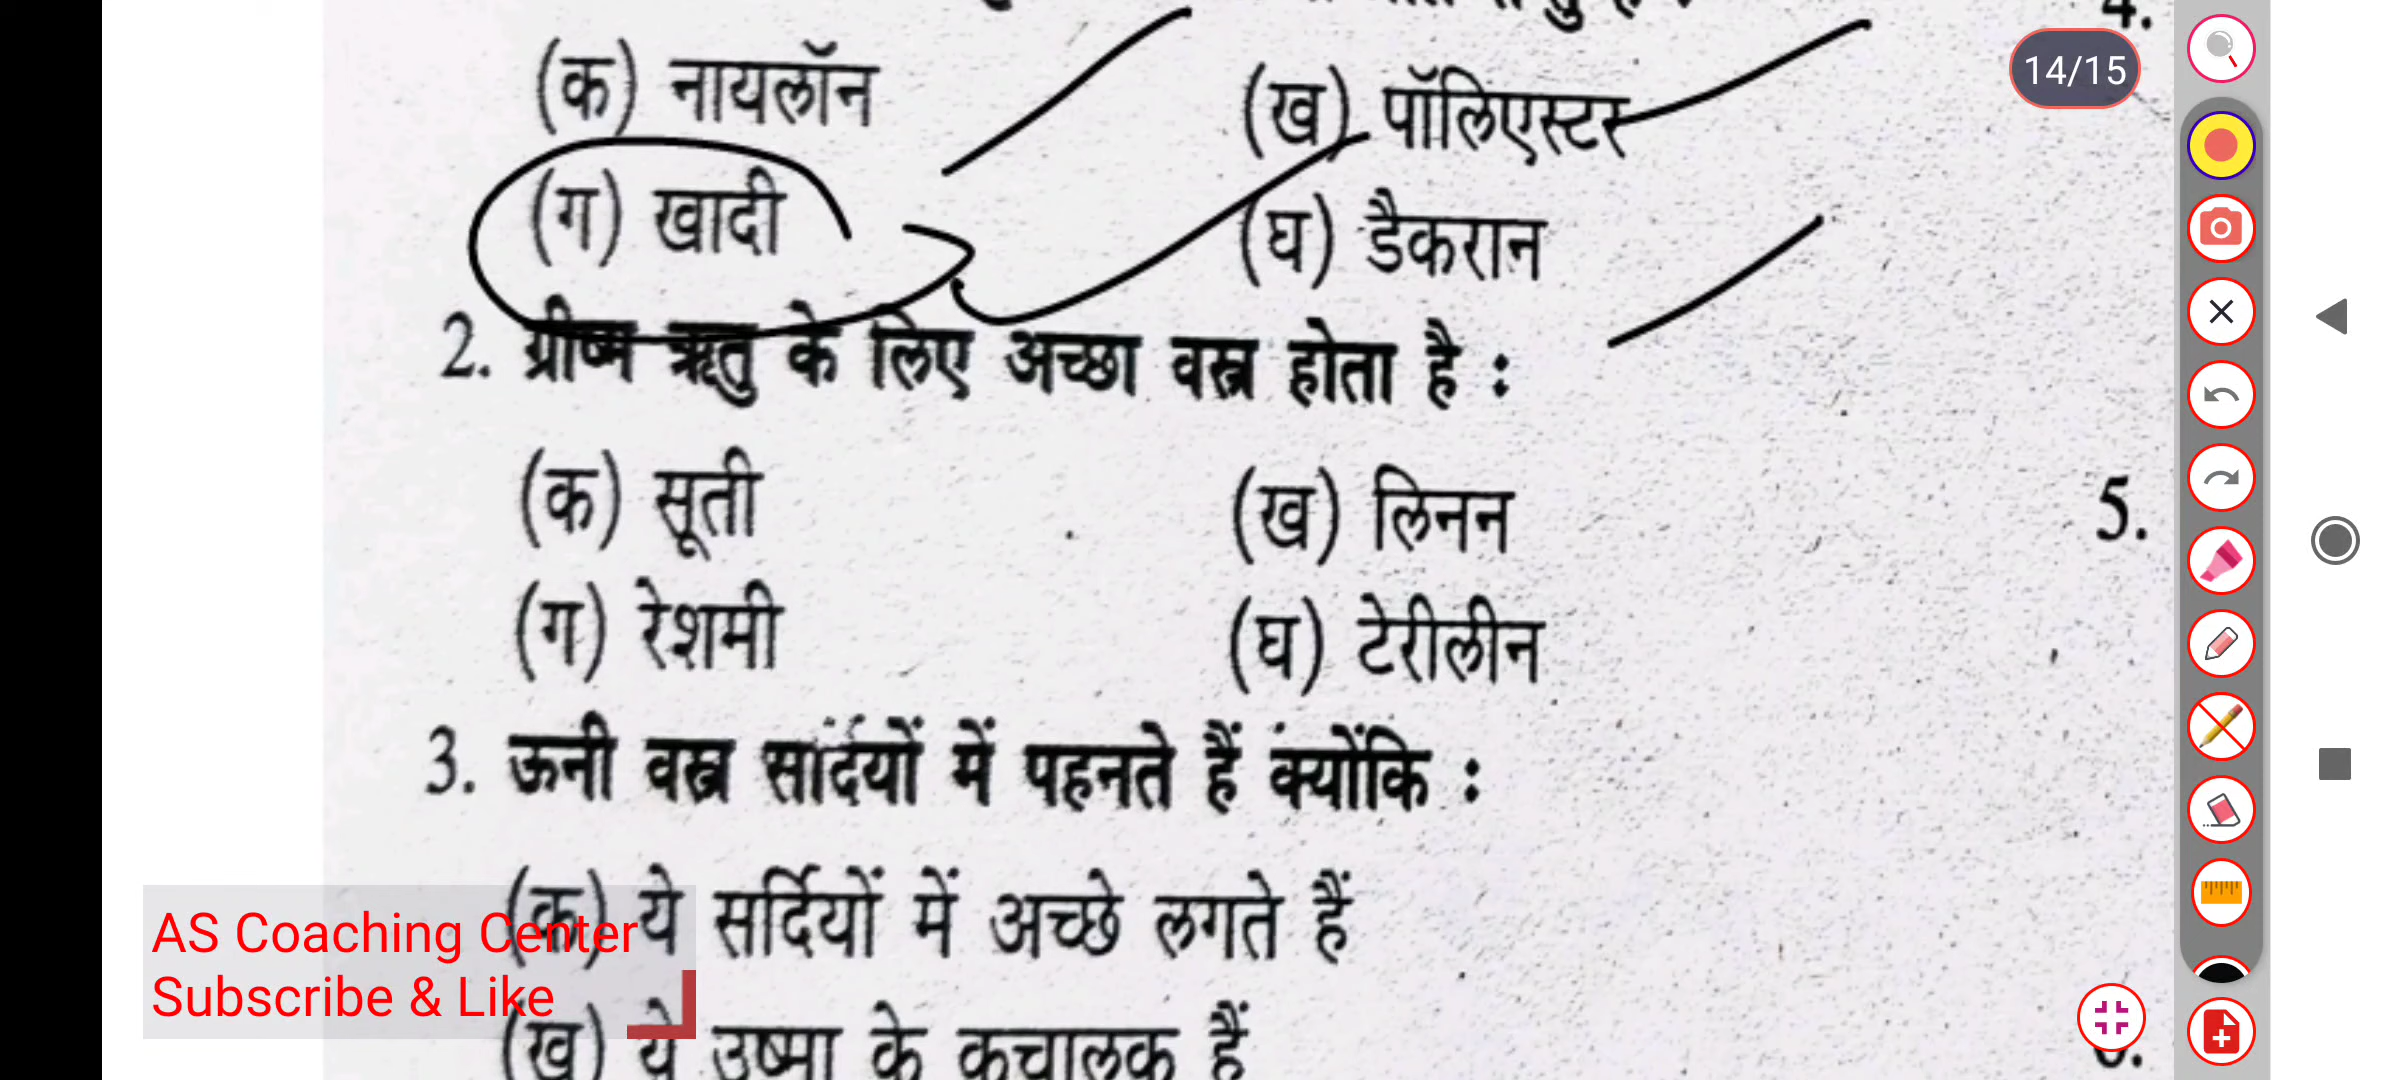 4.
14/15
(क) नायलॉन (ख) पॉलिएस्टर
(ग) खादी (घ) डैकरान
2. ग्रीष्म ऋतु के लिए अच्छा वस्त्र होता है :
(क) सूती (ख) लिनन
5.
(ग) रेशमी (घ) टेरीलीन
3. ऊनी वस्त्र सर्दियों में पहनते हैं क्योंकि :
(क) ये सर्दियों में अच्छे लगते हैं
AS Coaching Center
Subscribe & Like
(ख) ये उष्मा के कुचालक हैं